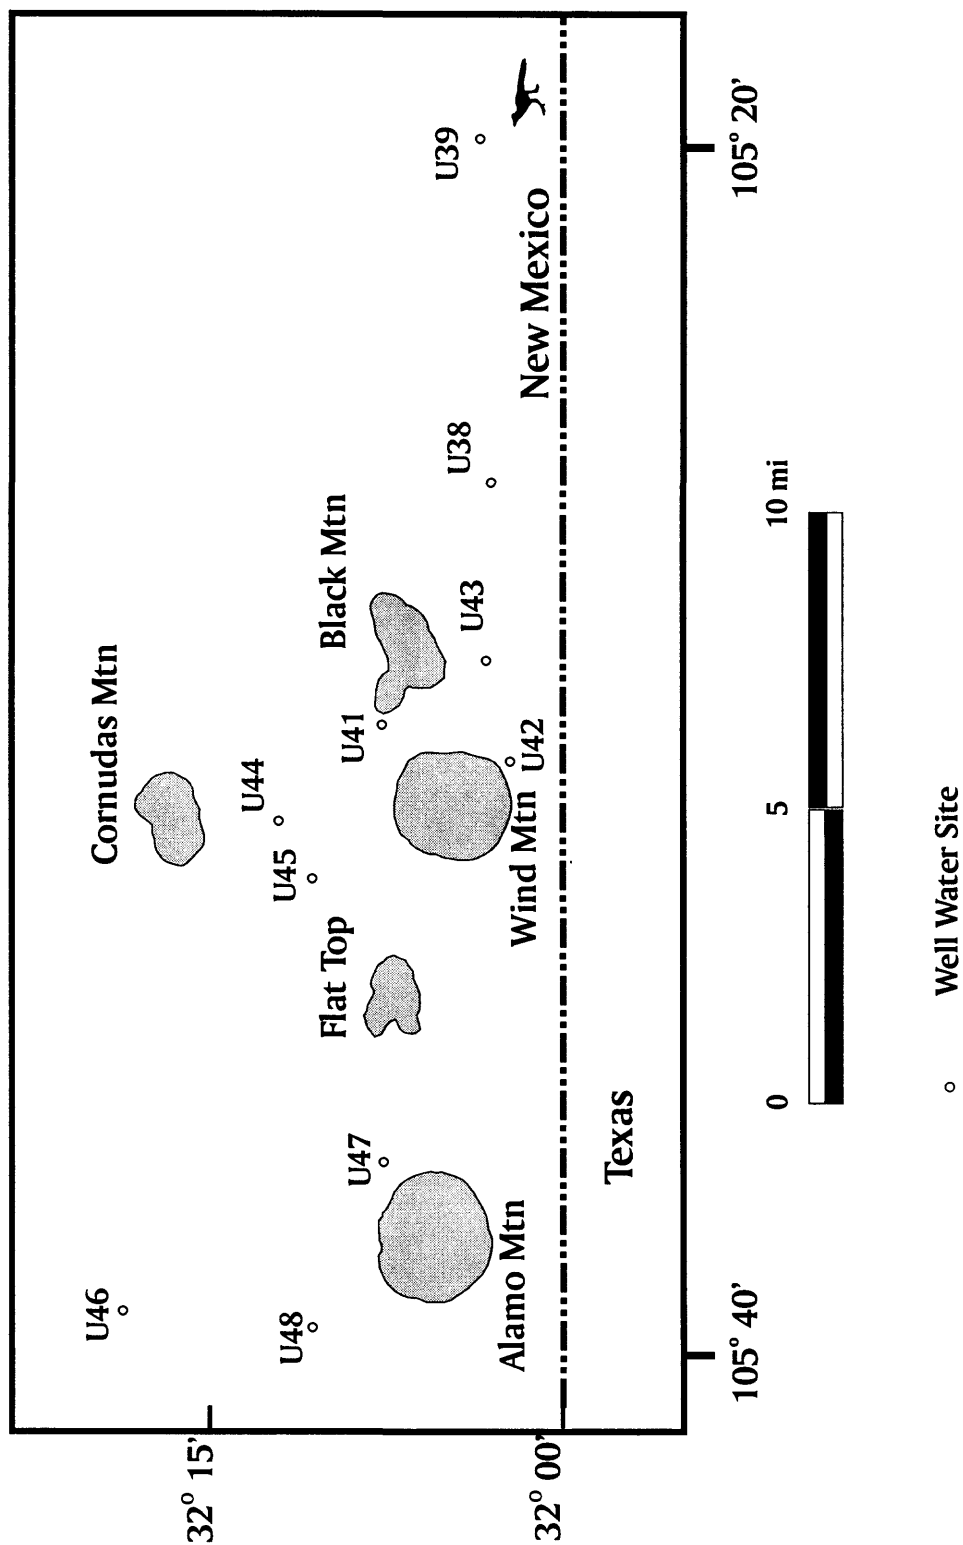 U46
Cornudas Mtn
32° 15'
U44
U48
U45
Flat Top
Black Mtn
U47
U41
U38
U39
U43
Alamo Mtn
Wind Mtn
U42
New Mexico
32° 00'
Texas
105° 40'
105° 20'
0
5
10 mi
Well Water Site